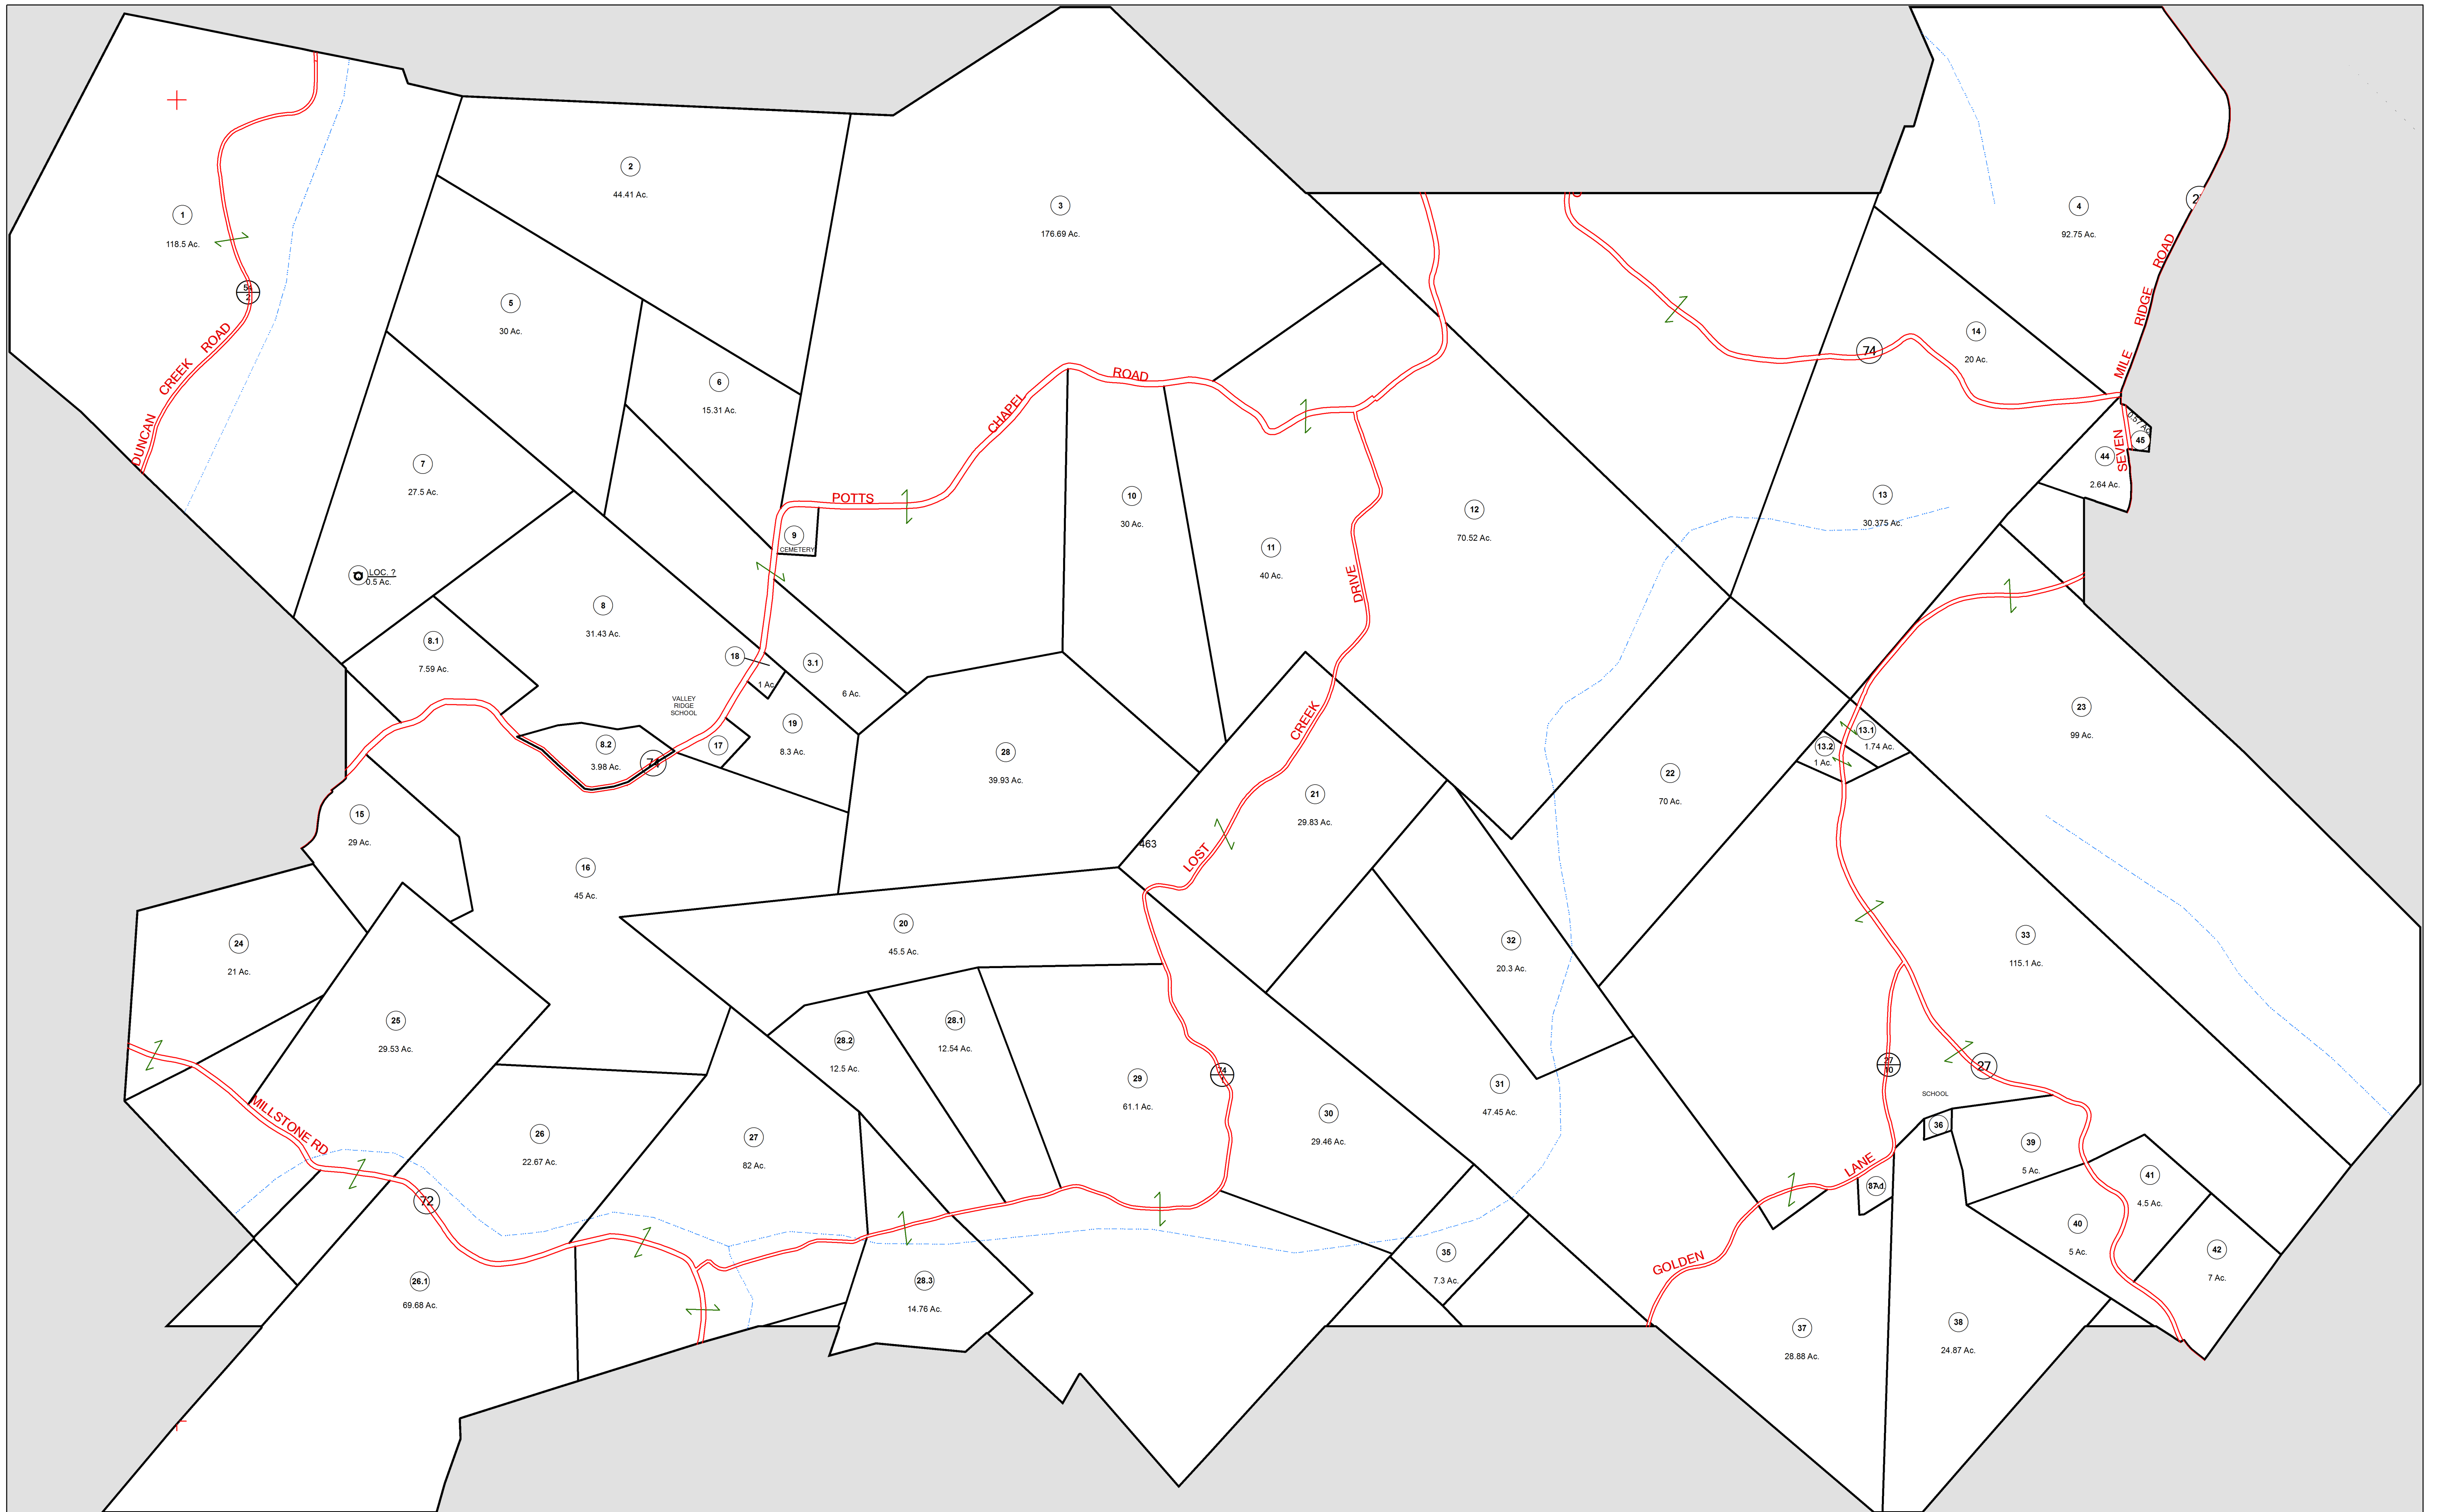 1
118.5 Ac.
2
44.41 Ac.
3
176.69 Ac.
4
92.75 Ac.
5
30 Ac.
6
15.31 Ac.
7
27.5 Ac.
LOC. ?
0.5 Ac.
8
31.43 Ac.
8.1
7.59 Ac.
8.2
3.98 Ac.
9
CEMETERY
10
30 Ac.
11
40 Ac.
12
70.52 Ac.
13
30.375 Ac.
14
20 Ac.
44
2.64 Ac.
45
0.57 Ac.
DUNCAN CREEK ROAD
54
2
POTTS CHAPEL ROAD
SEVEN MILE RIDGE ROAD
74
18
1 Ac.
3.1
6 Ac.
VALLEY
RIDGE
SCHOOL
17
19
8.3 Ac.
74
13.1
1.74 Ac.
13.2
1 Ac.
23
99 Ac.
22
70 Ac.
28
39.93 Ac.
21
29.83 Ac.
LOST CREEK DRIVE
463
15
29 Ac.
16
45 Ac.
20
45.5 Ac.
24
21 Ac.
25
29.53 Ac.
32
20.3 Ac.
33
115.1 Ac.
28.2
12.5 Ac.
28.1
12.54 Ac.
29
61.1 Ac.
74
30
29.46 Ac.
31
47.45 Ac.
27
10
27
SCHOOL
36
39
5 Ac.
26
22.67 Ac.
27
82 Ac.
MILLSTONE RD
72
26.1
69.68 Ac.
28.3
14.76 Ac.
35
7.3 Ac.
GOLDEN LANE
41
4.5 Ac.
40
5 Ac.
42
7 Ac.
37
28.88 Ac.
38
24.87 Ac.